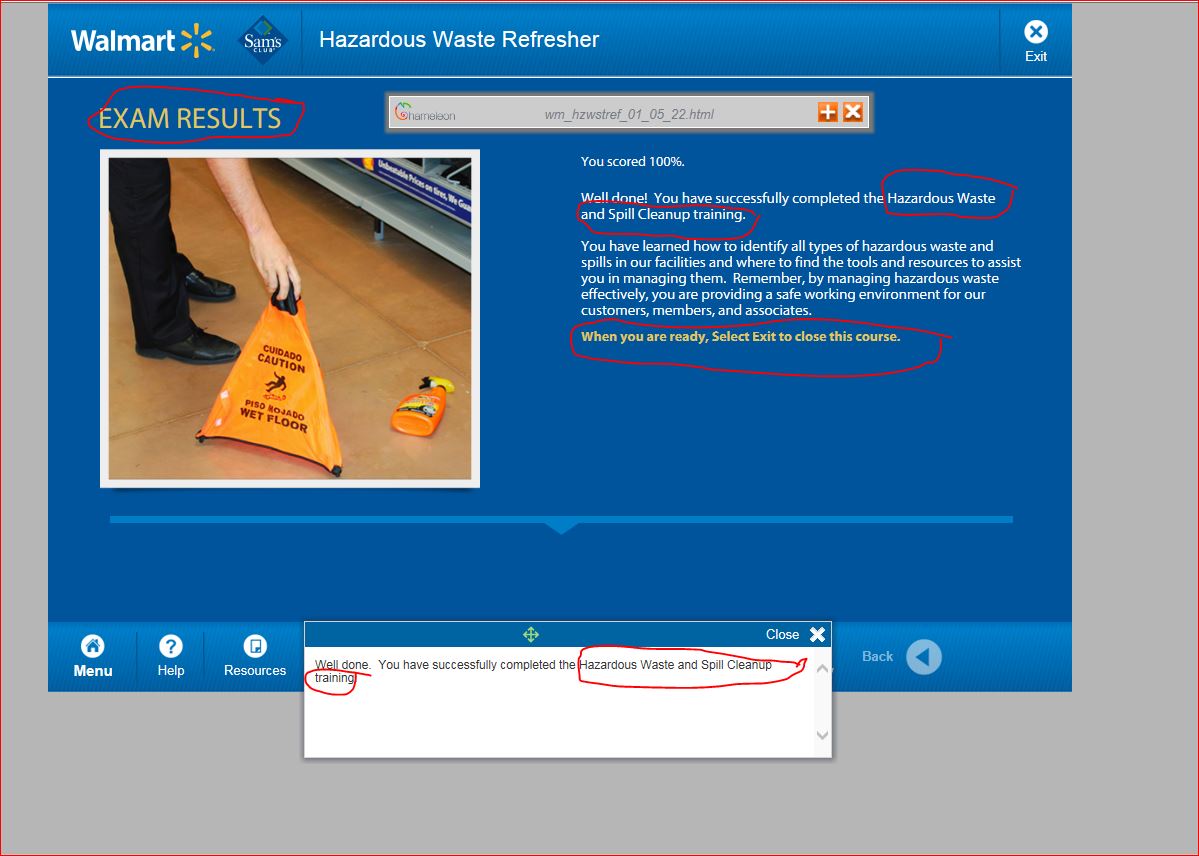 Walmart
Sam's
CLUB
Hazardous Waste Refresher
Exit
EXAM RESULTS
Chameleon
wm_hzwstref_01_05_22.html
You scored 100%.
Well done!  You have successfully completed the Hazardous Waste
and Spill Cleanup training.
You have learned how to identify all types of hazardous waste and
spills in our facilities and where to find the tools and resources to assist
you in managing them.  Remember, by managing hazardous waste
effectively, you are providing a safe working environment for our
customers, members, and associates.
When you are ready, Select Exit to close this course.
Unbeatable Prices on tires, We Gua
CUIDADO
CAUTION
PISO MOJADO
WET FLOOR
Menu
Help
Resources
Close
Well done.  You have successfully completed the Hazardous Waste and Spill Cleanup
training.
Back